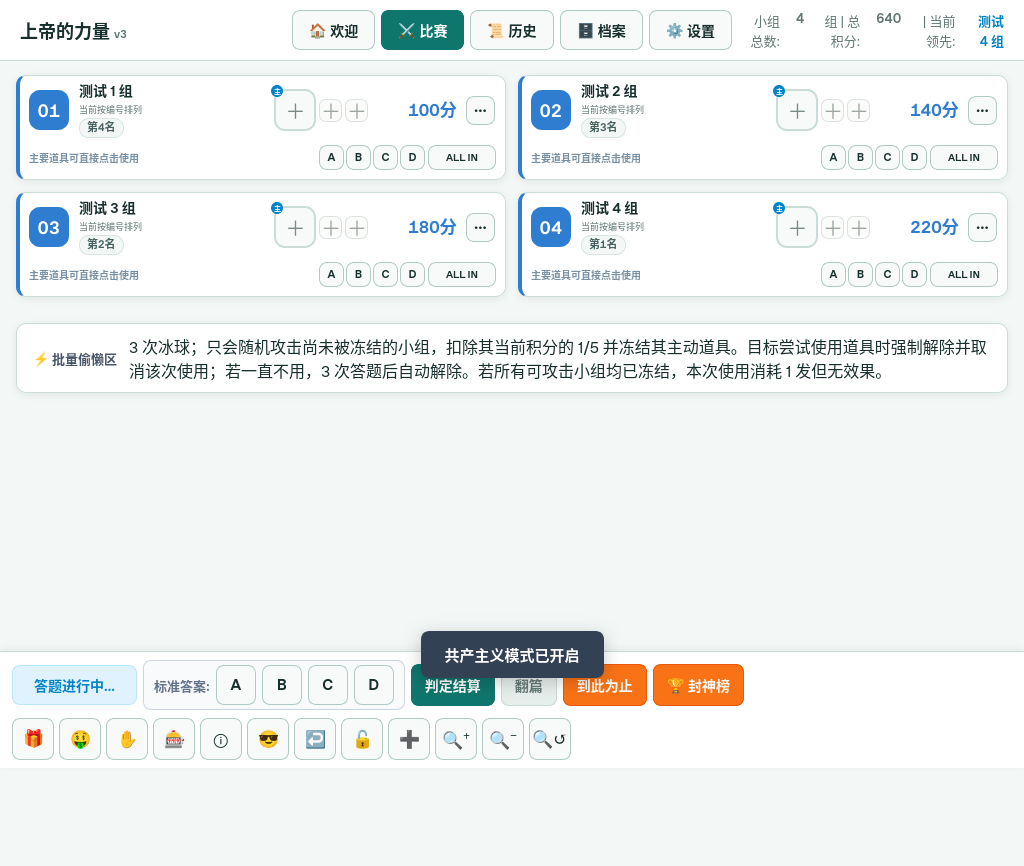 上帝的力量 v3
🏠 欢迎
⚔️ 比赛
📜 历史
🗄️ 档案
⚙️ 设置
小组总数: 4 组 | 总积分: 640 | 当前领先: 测试 4 组
01
测试 1 组
当前按编号排列
第4名
主
100分
···
主要道具可直接点击使用
A B C D ALL IN
02
测试 2 组
当前按编号排列
第3名
主
140分
···
主要道具可直接点击使用
A B C D ALL IN
03
测试 3 组
当前按编号排列
第2名
主
180分
···
主要道具可直接点击使用
A B C D ALL IN
04
测试 4 组
当前按编号排列
第1名
主
220分
···
主要道具可直接点击使用
A B C D ALL IN
⚡ 批量偷懒区
3 次冰球；只会随机攻击尚未被冻结的小组，扣除其当前积分的 1/5 并冻结其主动道具。目标尝试使用道具时强制解除并取
消该次使用；若一直不用，3 次答题后自动解除。若所有可攻击小组均已冻结，本次使用消耗 1 发但无效果。
共产主义模式已开启
答题进行中...
标准答案: A B C D
判定结算
翻篇
到此为止
🏆 封神榜